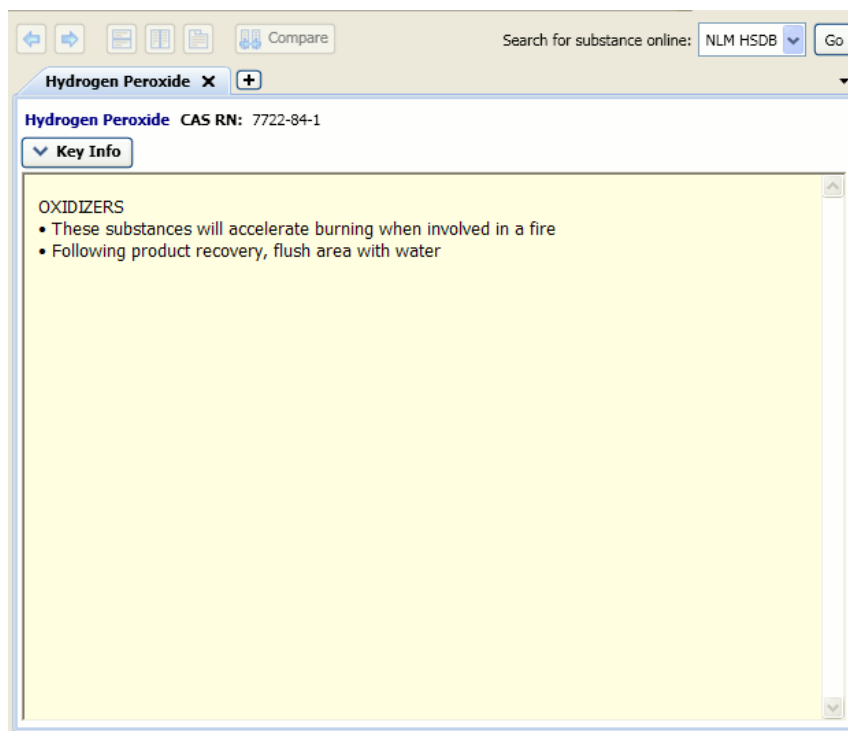 Compare Search for substance online: NLM HSDB Go
Hydrogen Peroxide
Hydrogen Peroxide CAS RN: 7722-84-1
Key Info
OXIDIZERS
• These substances will accelerate burning when involved in a fire
• Following product recovery, flush area with water